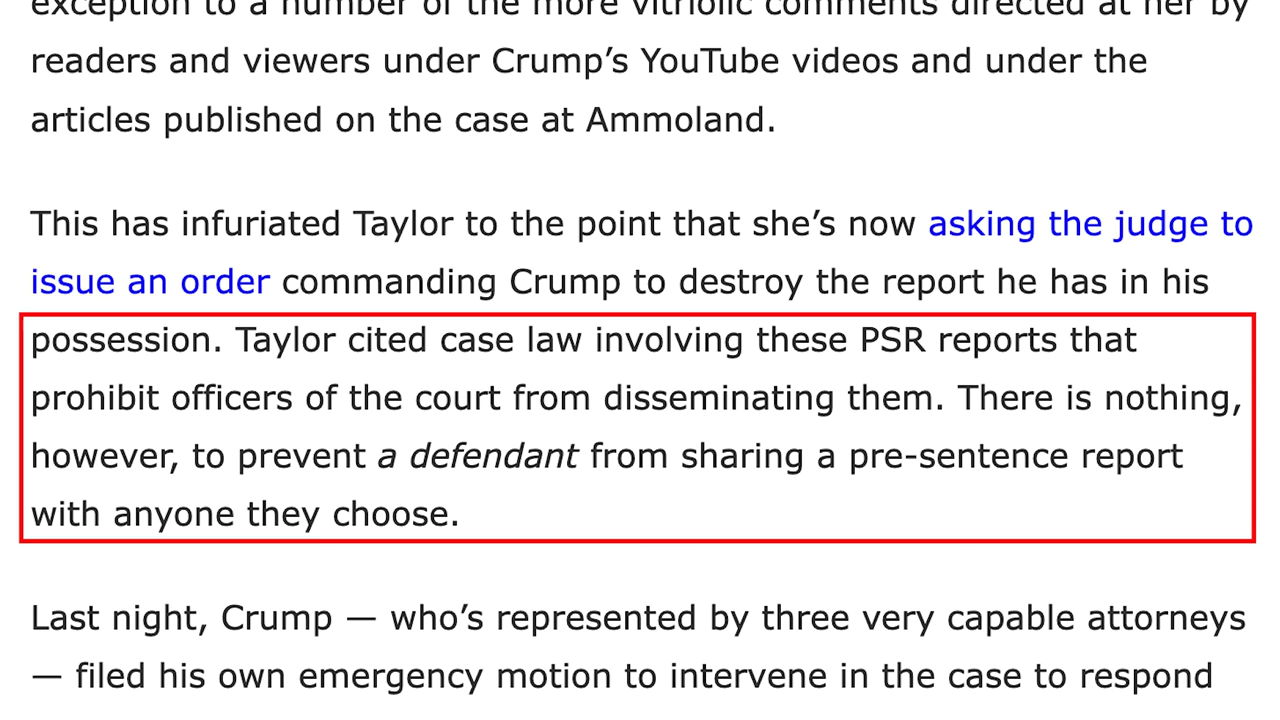 exception to a number of the more vitriolic comments directed at her by
readers and viewers under Crump’s YouTube videos and under the
articles published on the case at Ammoland.
This has infuriated Taylor to the point that she’s now asking the judge to
issue an order commanding Crump to destroy the report he has in his
possession. Taylor cited case law involving these PSR reports that
prohibit officers of the court from disseminating them. There is nothing,
however, to prevent a defendant from sharing a pre-sentence report
with anyone they choose.
Last night, Crump — who’s represented by three very capable attorneys
— filed his own emergency motion to intervene in the case to respond